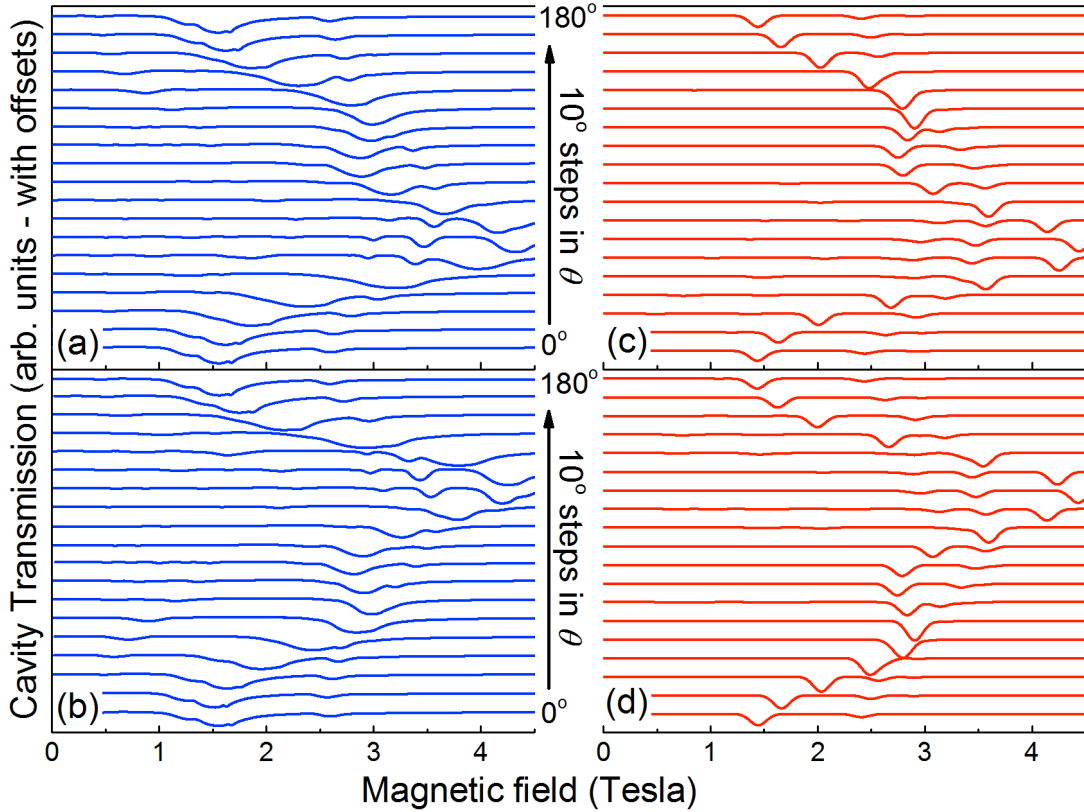 Cavity Transmission (arb. units - with offsets)
180°
10° steps in θ
0°
(a)
(c)
180°
10° steps in θ
0°
(b)
(d)
0 1 2 3 4
0 1 2 3 4
Magnetic field (Tesla)